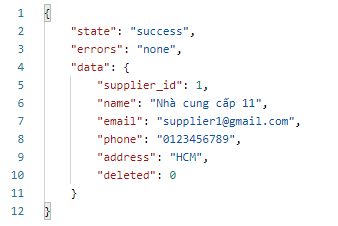 1 {
2     "state": "success",
3     "errors": "none",
4     "data": {
5         "supplier_id": 1,
6         "name": "Nhà cung cấp 11",
7         "email": "supplier1@gmail.com",
8         "phone": "0123456789",
9         "address": "HCM",
10         "deleted": 0
11     }
12 }